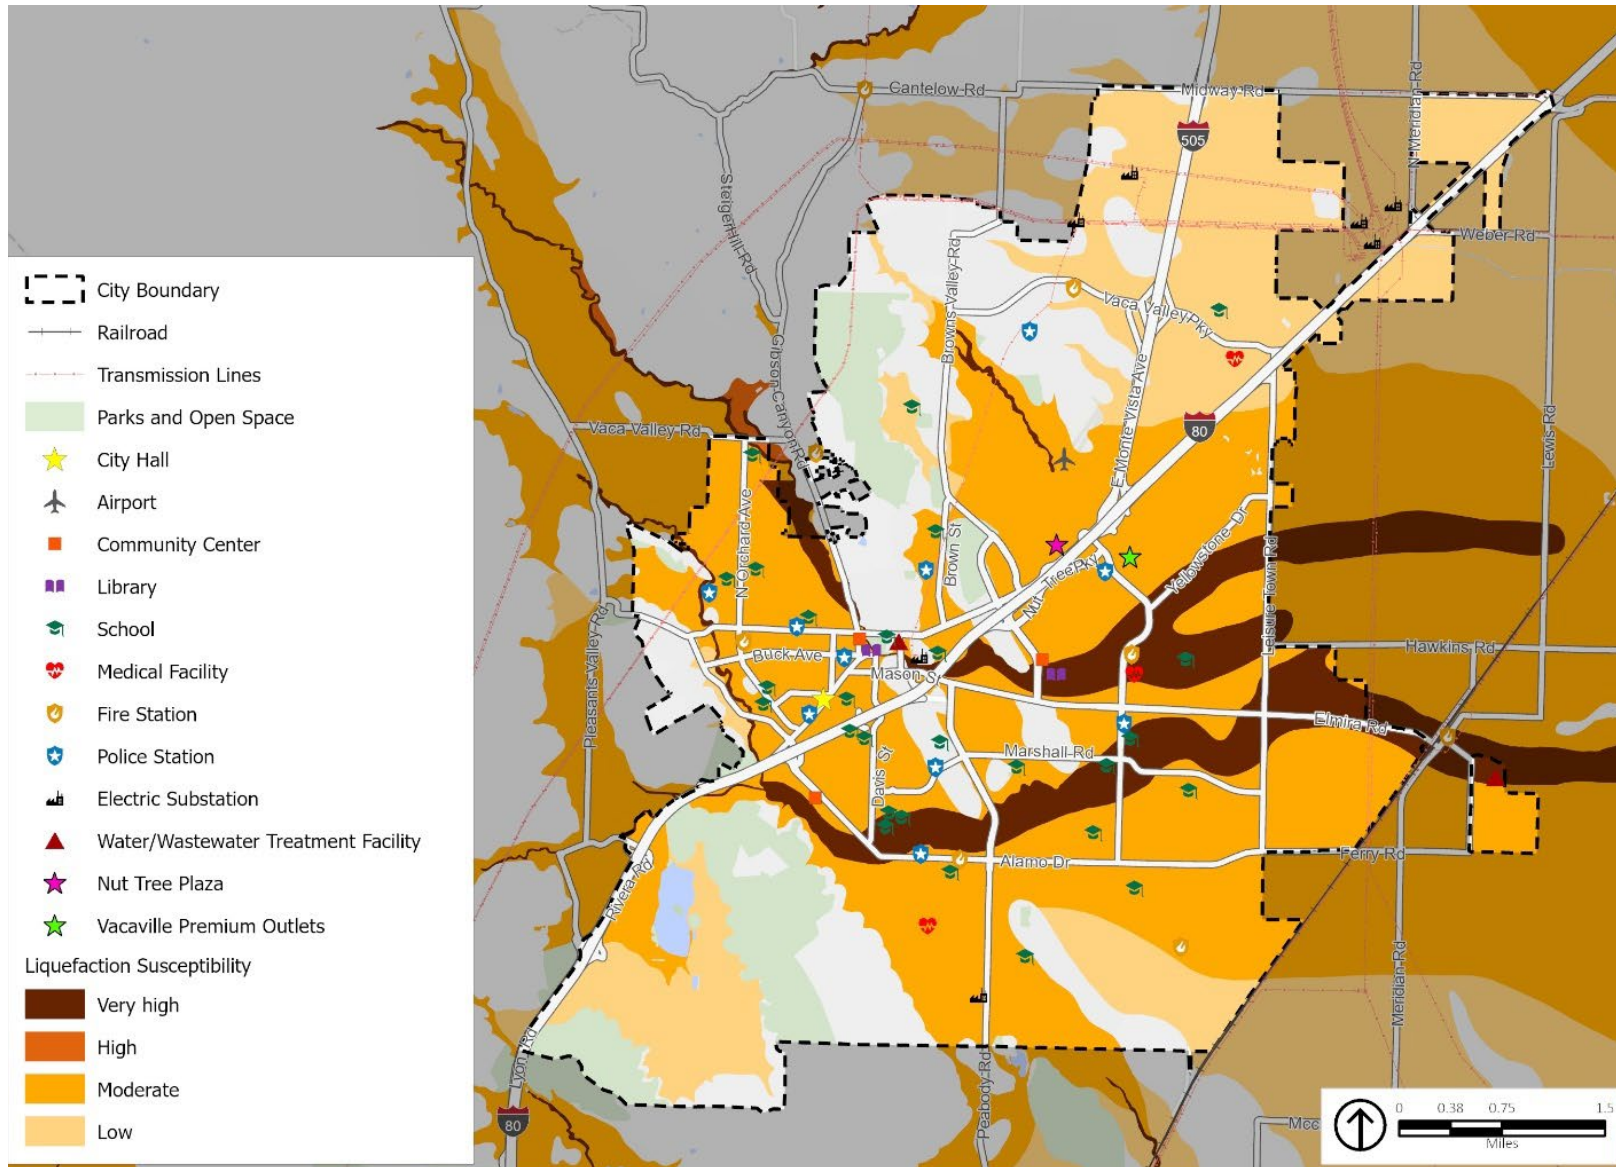 Cantelow Rd
Midway Rd
N Meridian Rd
505
Steiger Hill Rd
Weber Rd
Browns Valley Rd
Vaca Valley Pky
Gibson Canyon Rd
E Monte Vista Ave
80
Lewis Rd
Vaca Valley Rd
N Orchard Ave
Brown St
Nut Tree Pky
Yellowstone Dr
Leisure Town Rd
Pleasants Valley Rd
Buck Ave
Mason St
Hawkins Rd
Elmira Rd
Marshall Rd
Davis St
Alamo Dr
Ferry Rd
Rivera Rd
Lyon Rd
80
Peabody Rd
Meridian Rd
Mcc
City Boundary
Railroad
Transmission Lines
Parks and Open Space
City Hall
Airport
Community Center
Library
School
Medical Facility
Fire Station
Police Station
Electric Substation
Water/Wastewater Treatment Facility
Nut Tree Plaza
Vacaville Premium Outlets
Liquefaction Susceptibility
Very high
High
Moderate
Low
0 0.38 0.75 1.5
Miles